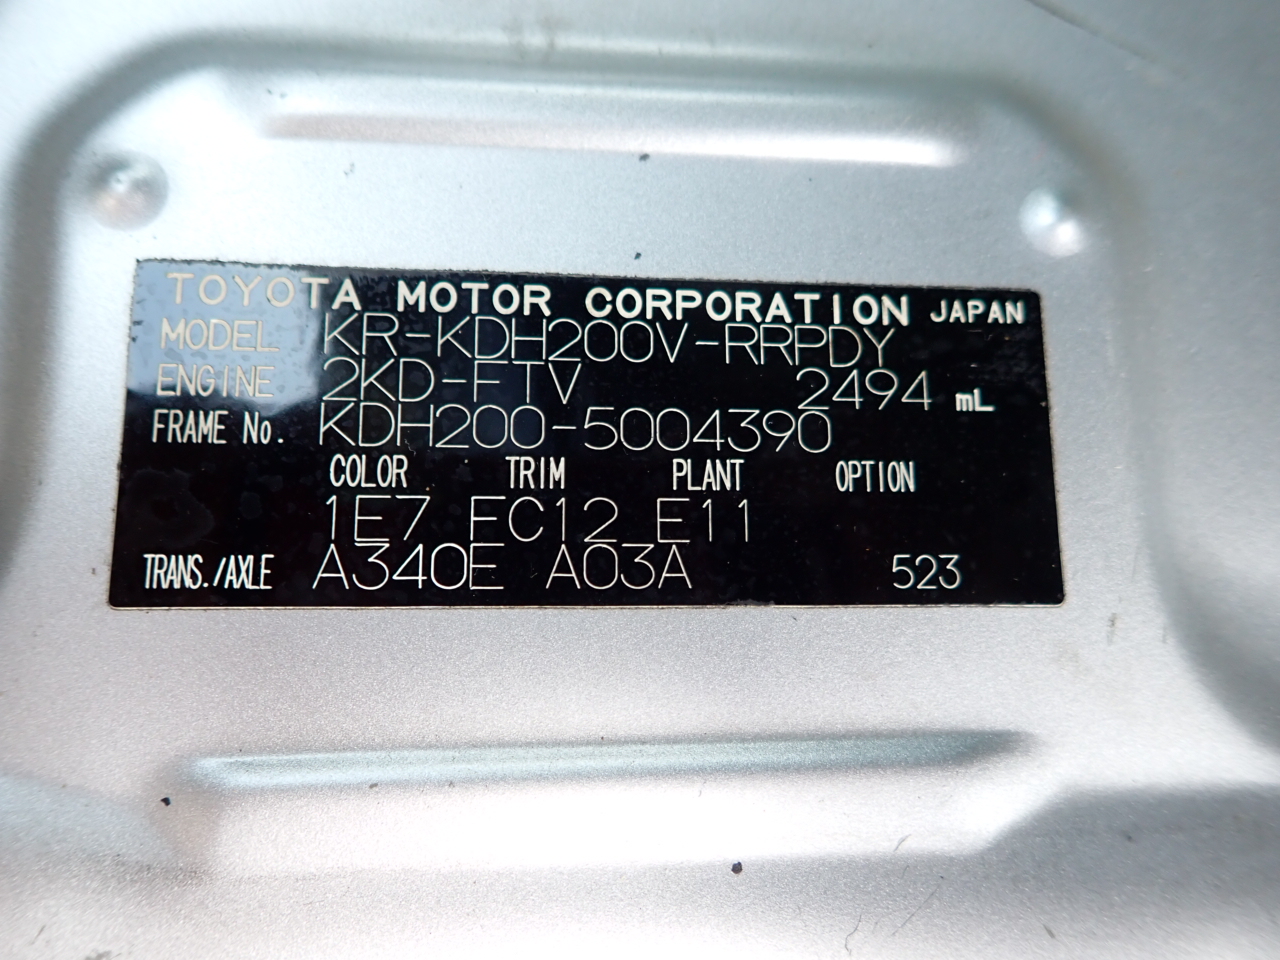 TOYOTA MOTOR CORPORATION JAPAN
MODEL KR-KDH200V-RRPDY
ENGINE 2KD-FTV 2494 mL
FRAME No. KDH200-5004390
COLOR TRIM PLANT OPTION
1E7 FC12 E11
TRANS./AXLE A340E A03A 523